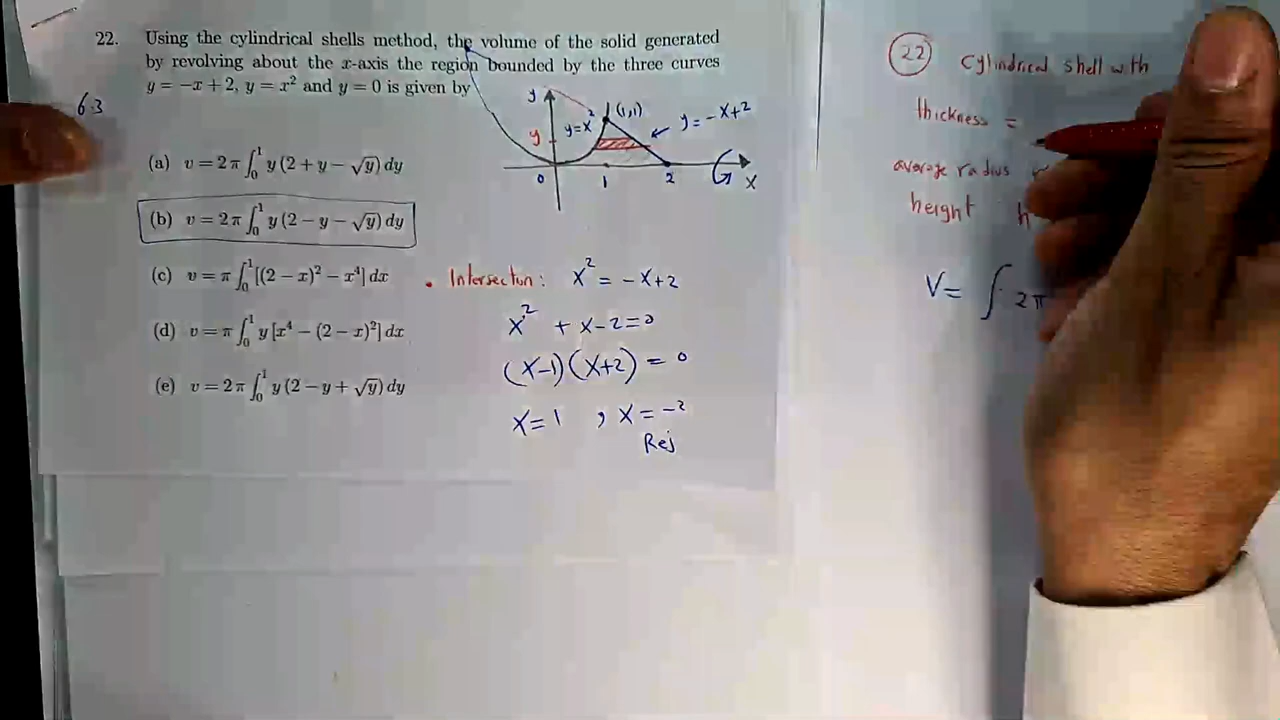 22. Using the cylindrical shells method, the volume of the solid generated
by revolving about the x-axis the region bounded by the three curves
y = −x + 2, y = x² and y = 0 is given by
6.3
(a) v = 2π ∫₀¹ y (2 + y − √y) dy
(b) v = 2π ∫₀¹ y (2 − y − √y) dy
(c) v = π ∫₀¹ [(2 − x)² − x⁴] dx
(d) v = π ∫₀¹ y [x⁴ − (2 − x)²] dx
(e) v = 2π ∫₀¹ y (2 − y + √y) dy
y
(1,1)
y=x²
y=-x+2
y
0 1 2 x
. Intersecton: x² = -x+2
x² + x-2=0
(x-1)(x+2) = 0
x=1 , x=-2
Rej
22 Cylindrical shell with
thickness =
average radius
height h
V= ∫ 2π